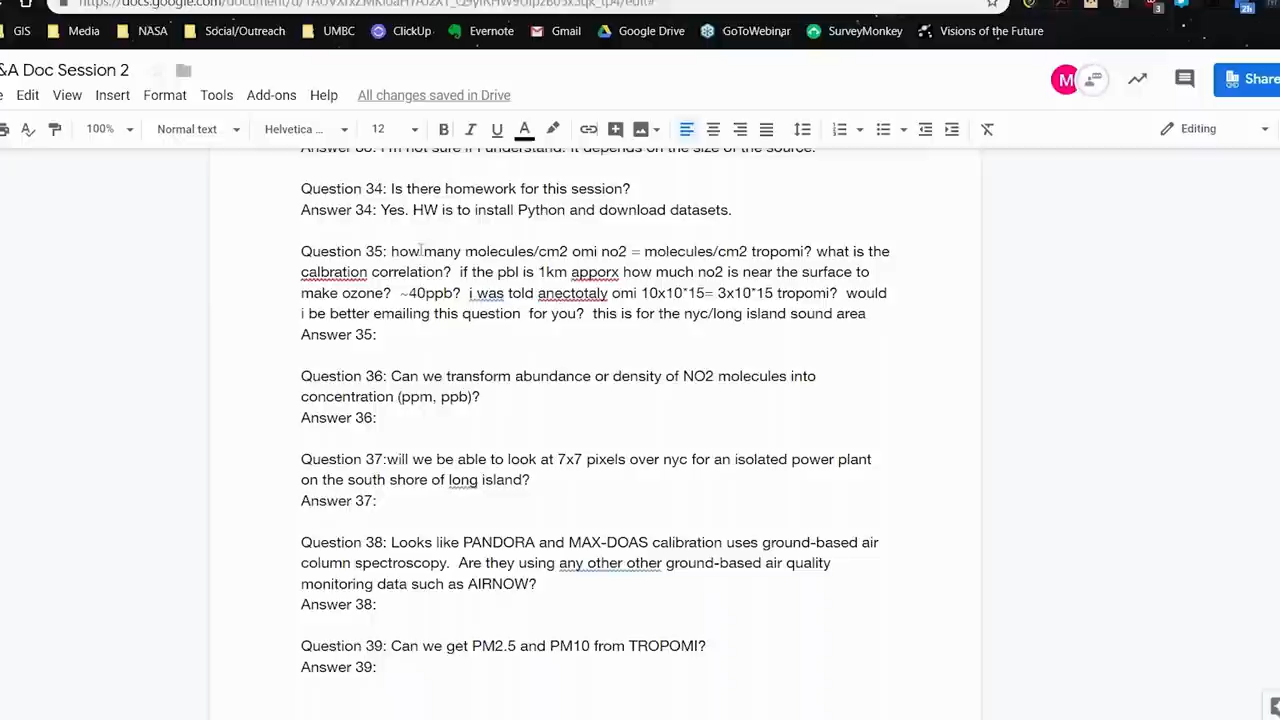 GIS Media NASA Social/Outreach UMBC ClickUp Evernote Gmail Google Drive GoToWebinar SurveyMonkey Visions of the Future
&A Doc Session 2
M
Share
Edit View Insert Format Tools Add-ons Help All changes saved in Drive
100% Normal text Helvetica ... 12 B I U A Editing
Question 34: Is there homework for this session?
Answer 34: Yes. HW is to install Python and download datasets.
Question 35: how many molecules/cm2 omi no2 = molecules/cm2 tropomi? what is the
calbration correlation? if the pbl is 1km apporx how much no2 is near the surface to
make ozone? ~40ppb? i was told anectotaly omi 10x10*15= 3x10*15 tropomi? would
i be better emailing this question for you? this is for the nyc/long island sound area
Answer 35:
Question 36: Can we transform abundance or density of NO2 molecules into
concentration (ppm, ppb)?
Answer 36:
Question 37:will we be able to look at 7x7 pixels over nyc for an isolated power plant
on the south shore of long island?
Answer 37:
Question 38: Looks like PANDORA and MAX-DOAS calibration uses ground-based air
column spectroscopy. Are they using any other other ground-based air quality
monitoring data such as AIRNOW?
Answer 38:
Question 39: Can we get PM2.5 and PM10 from TROPOMI?
Answer 39: